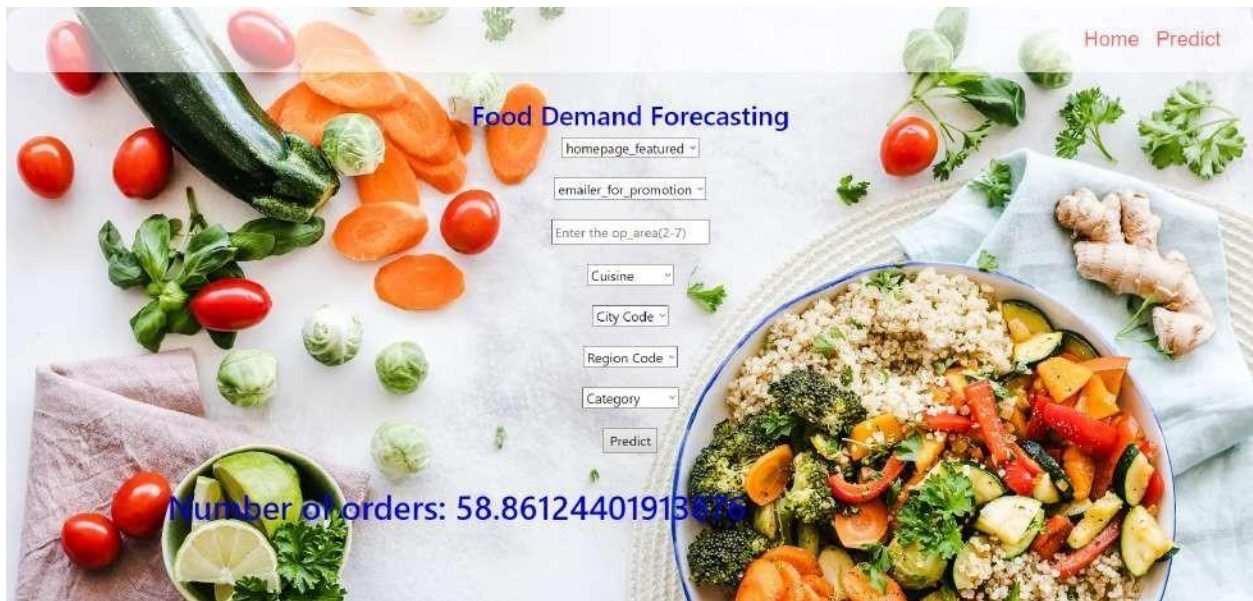 Home Predict
Food Demand Forecasting
homepage_featured
emailer_for_promotion
Enter the op_area(2-7)
Cuisine
City Code
Region Code
Category
Predict
Number of orders: 58.86124401913876